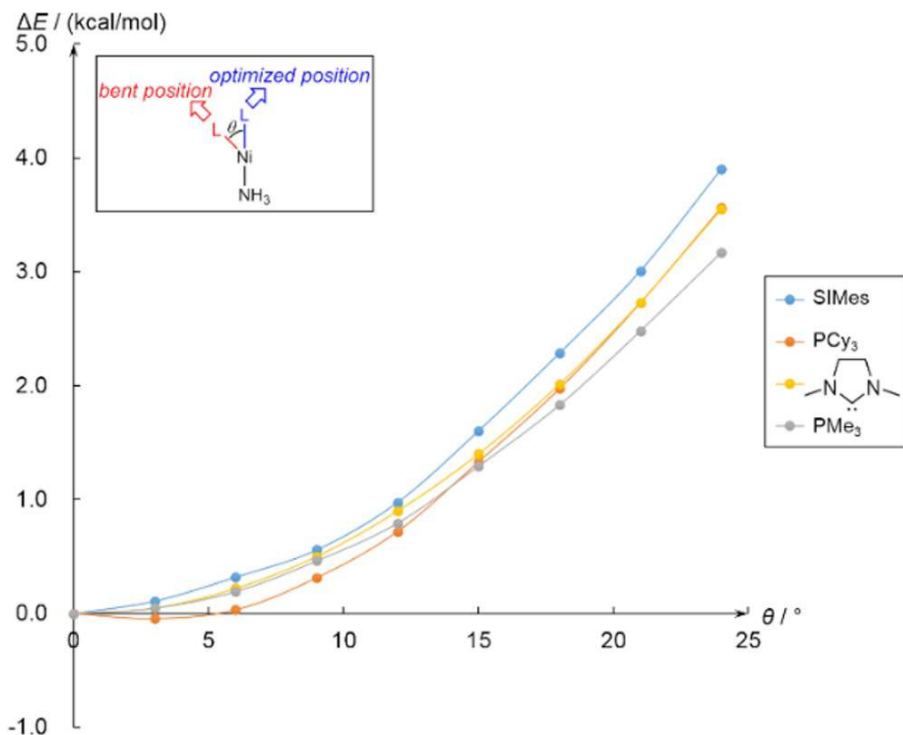 ΔE / (kcal/mol)
5.0
4.0
3.0
2.0
1.0
0.0
-1.0
0
5
10
15
20
25
θ / °
optimized position
bent position
L
L
θ
Ni
NH₃
SIMes
PCy₃
N N
PMe₃